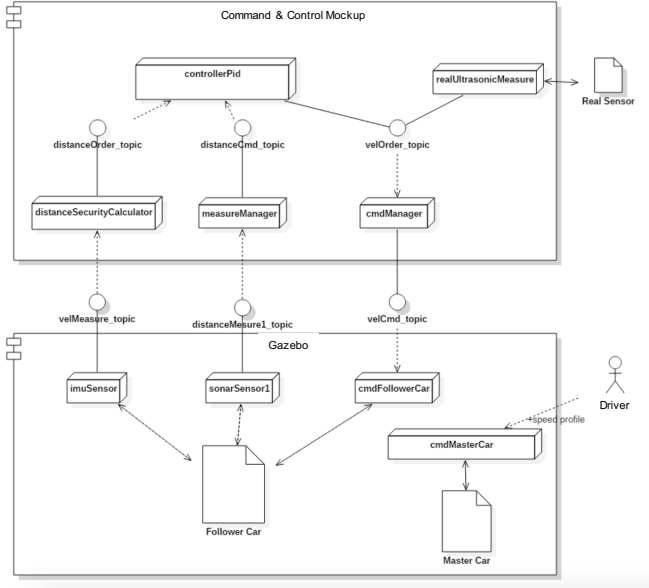 Command & Control Mockup
controllerPid
realUltrasonicMeasure
Real Sensor
distanceOrder_topic
distanceCmd_topic
velOrder_topic
distanceSecurityCalculator
measureManager
cmdManager
velMeasure_topic
distanceMesure1_topic
velCmd_topic
Gazebo
imuSensor
sonarSensor1
cmdFollowerCar
Driver
+speed profile
cmdMasterCar
Follower Car
Master Car